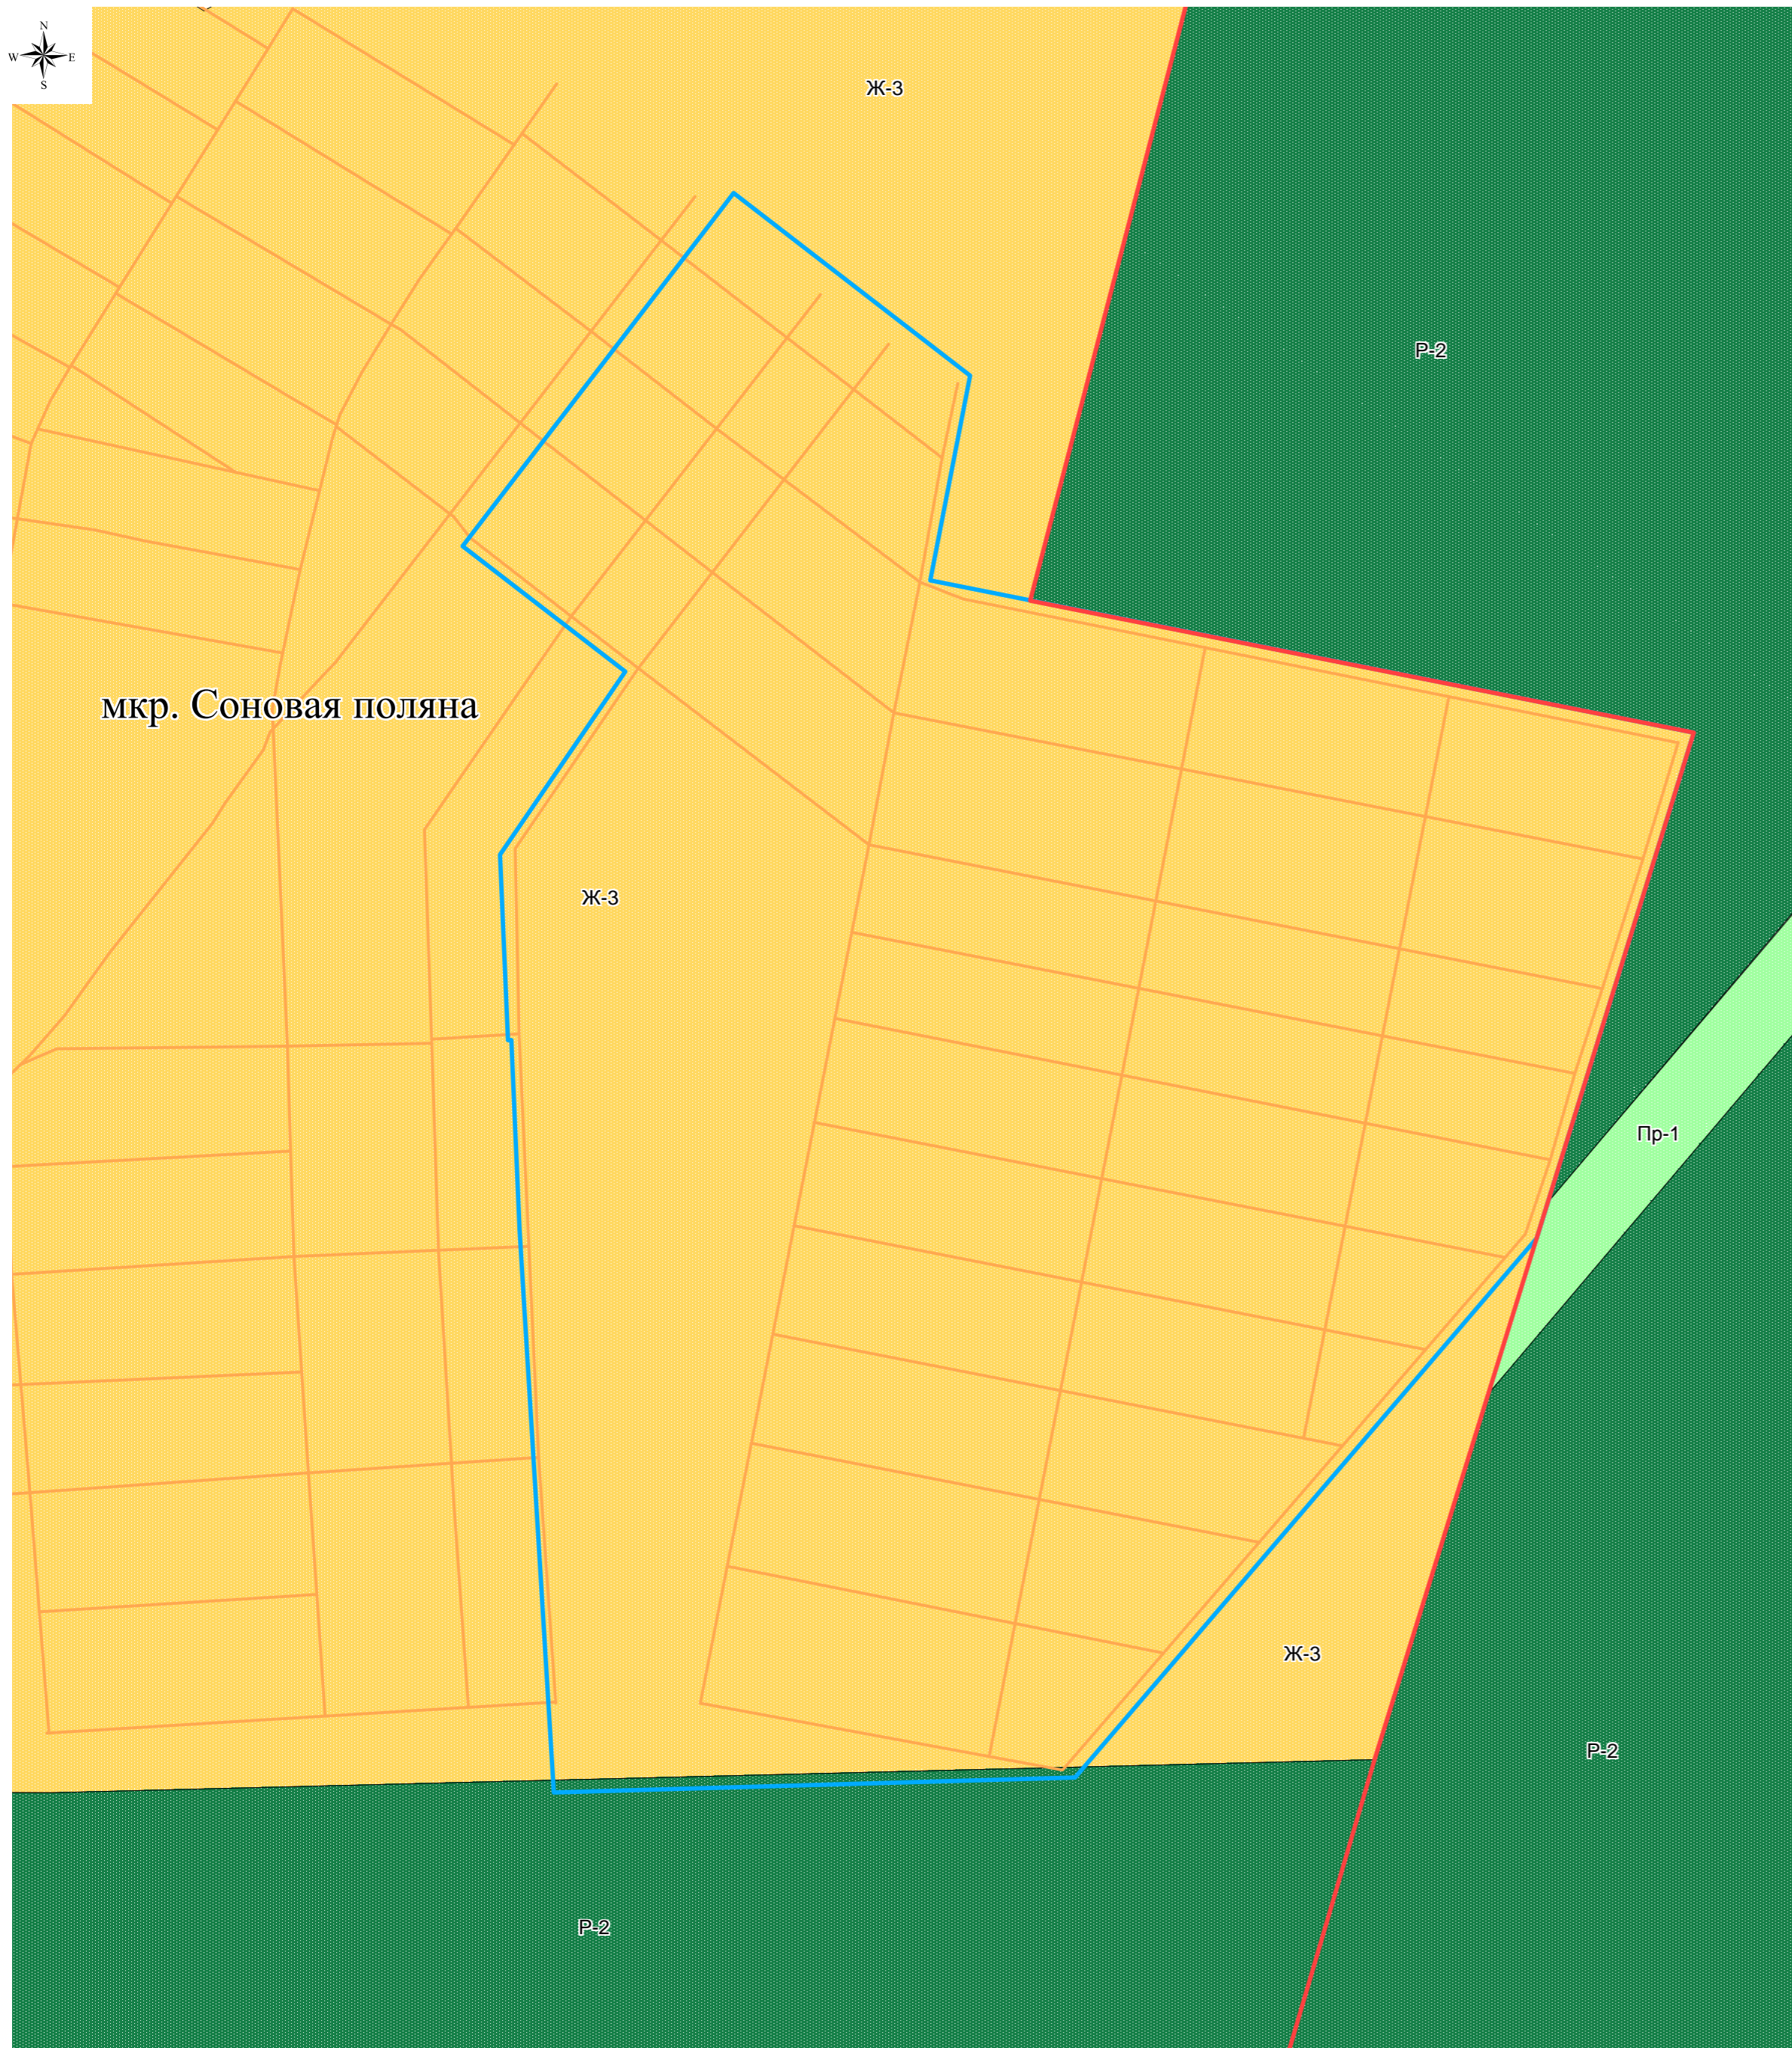 N
W E
S
Ж-3
Р-2
мкр. Соновая поляна
Ж-3
Пр-1
Ж-3
Р-2
Р-2